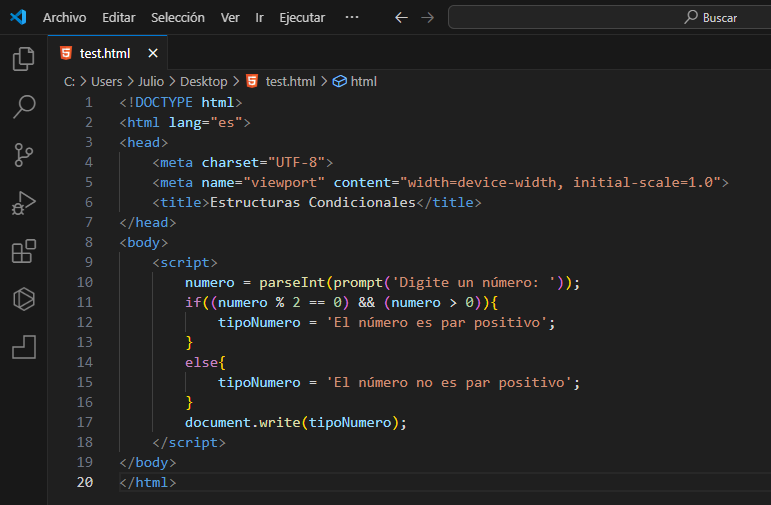 Archivo Editar Selección Ver Ir Ejecutar ··· Buscar
test.html
C: > Users > Julio > Desktop > test.html > html
1 <!DOCTYPE html>
2 <html lang="es">
3 <head>
4     <meta charset="UTF-8">
5     <meta name="viewport" content="width=device-width, initial-scale=1.0">
6     <title>Estructuras Condicionales</title>
7 </head>
8 <body>
9     <script>
10         numero = parseInt(prompt('Digite un número: '));
11         if((numero % 2 == 0) && (numero > 0)){
12             tipoNumero = 'El número es par positivo';
13         }
14         else{
15             tipoNumero = 'El número no es par positivo';
16         }
17         document.write(tipoNumero);
18     </script>
19 </body>
20 </html>